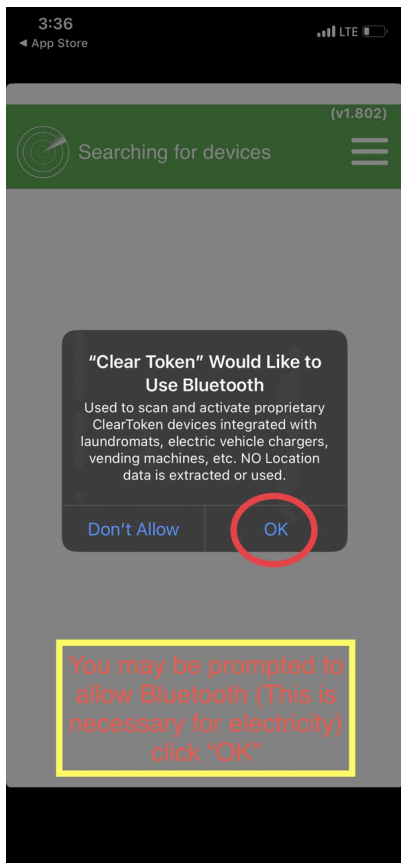 3:36
LTE
◀ App Store
(v1.802)
Searching for devices
“Clear Token” Would Like to
Use Bluetooth
Used to scan and activate proprietary
ClearToken devices integrated with
laundromats, electric vehicle chargers,
vending machines, etc. NO Location
data is extracted or used.
Don’t Allow
OK
You may be prompted to
allow Bluetooth (This is
necessary for electricity)
click “OK”